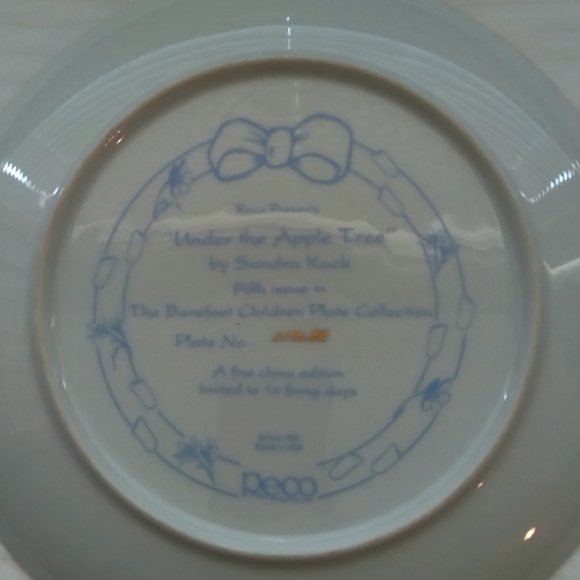 Reco Presents
"Under the Apple Tree"
by Sandra Kuck
Fifth issue in
The Barefoot Children Plate Collection
Plate No.
A fine china edition
limited to firing days
Reco